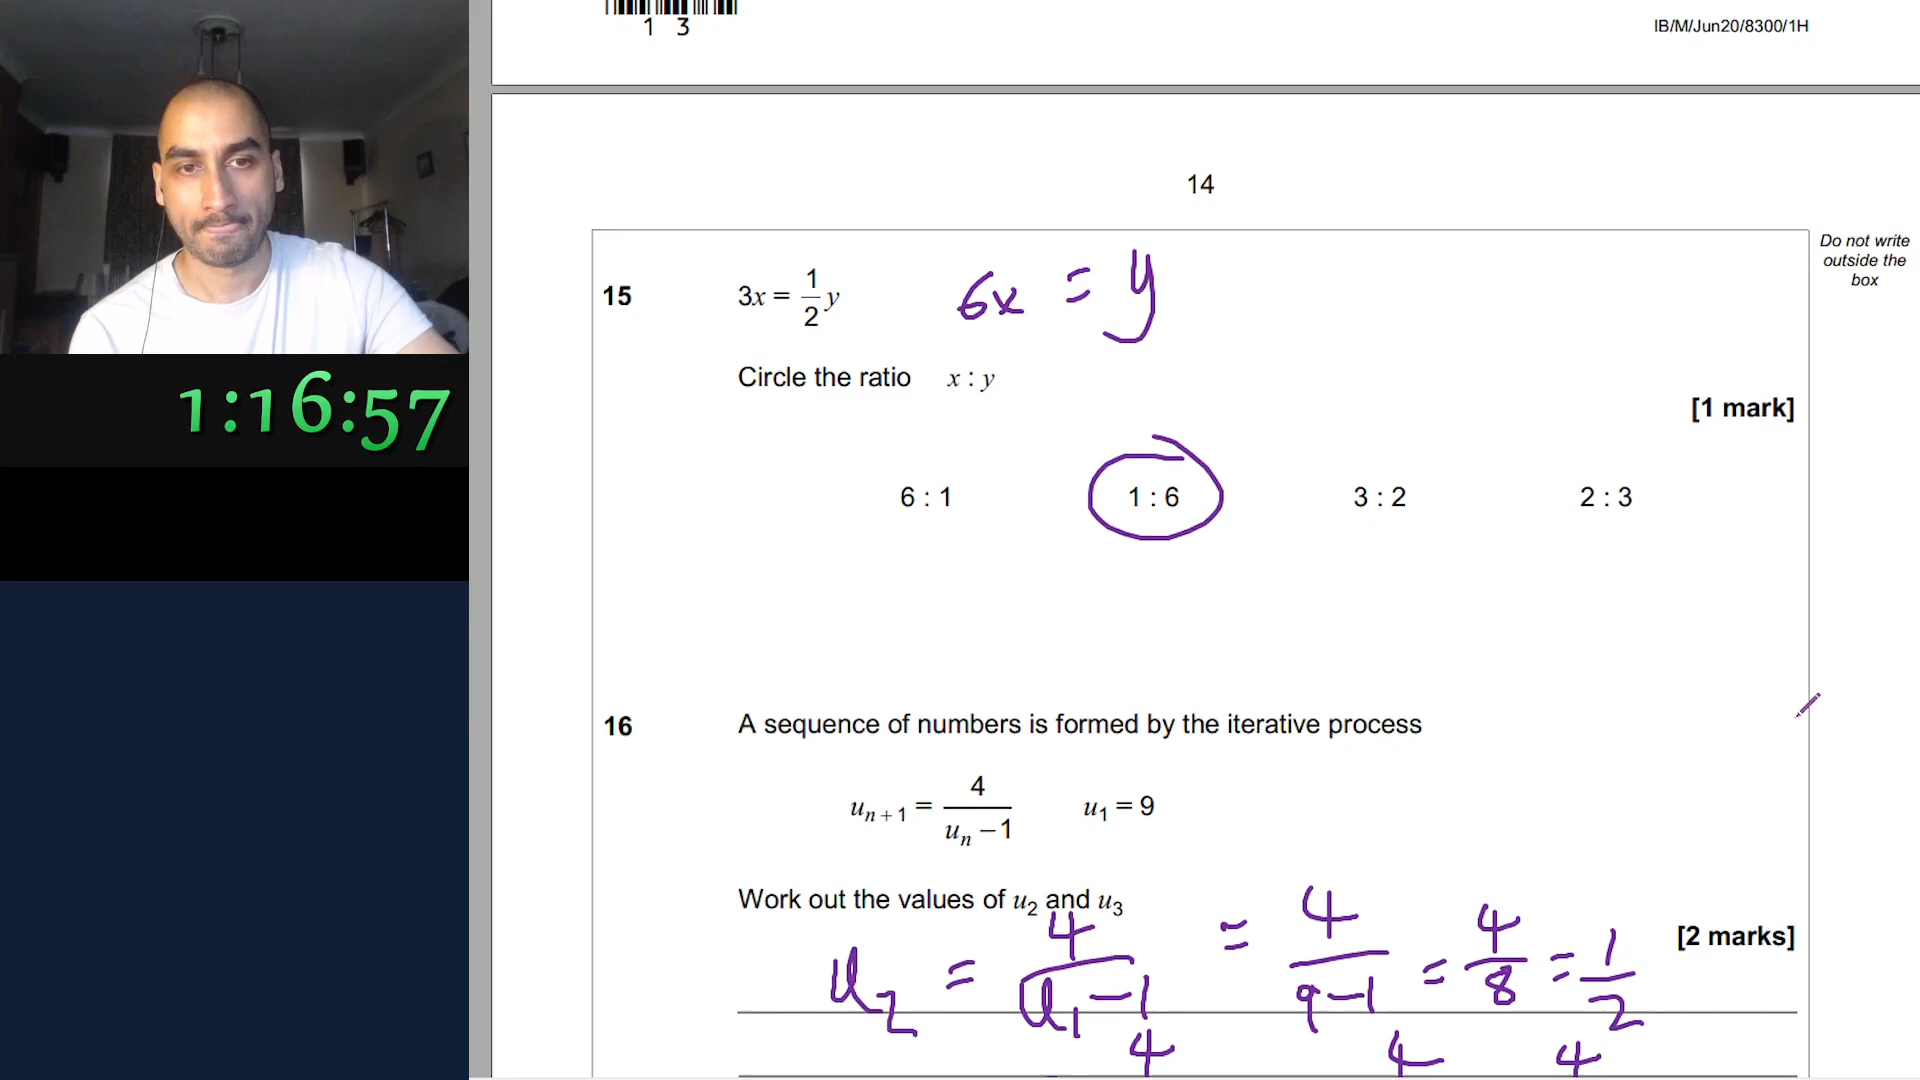 1 3
IB/M/Jun20/8300/1H
14
Do not write
outside the
box
15 3x = 1/2 y 6x = y
Circle the ratio x : y
[1 mark]
1:16:57
6 : 1 1 : 6 3 : 2 2 : 3
16 A sequence of numbers is formed by the iterative process
u_{n+1} = 4/(u_n − 1) u_1 = 9
Work out the values of u_2 and u_3
[2 marks]
u_2 = 4/(u_1 − 1) = 4/(9 − 1) = 4/8 = 1/2
4 4 4